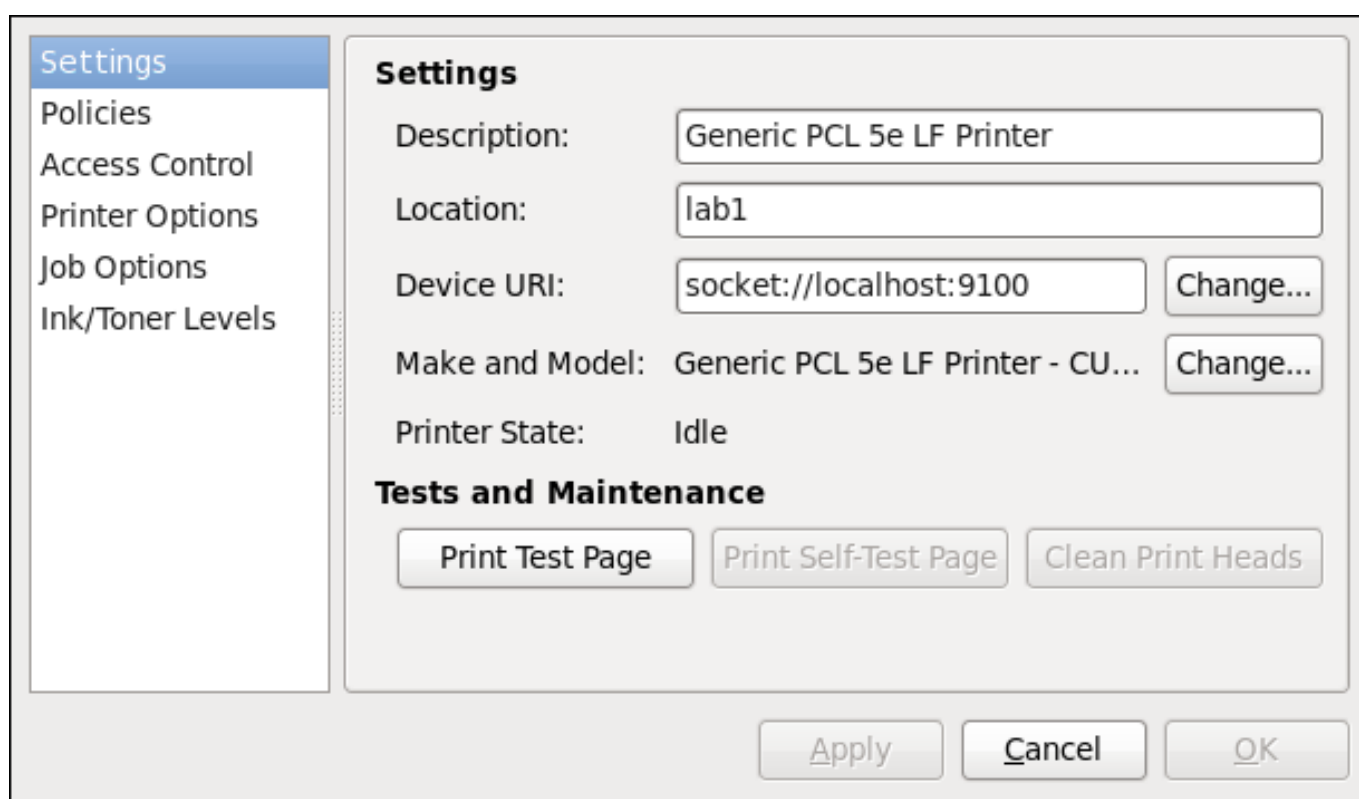 Settings
Policies
Access Control
Printer Options
Job Options
Ink/Toner Levels
Settings
Description: Generic PCL 5e LF Printer
Location: lab1
Device URI: socket://localhost:9100 Change...
Make and Model: Generic PCL 5e LF Printer - CU... Change...
Printer State: Idle
Tests and Maintenance
Print Test Page Print Self-Test Page Clean Print Heads
Apply Cancel OK